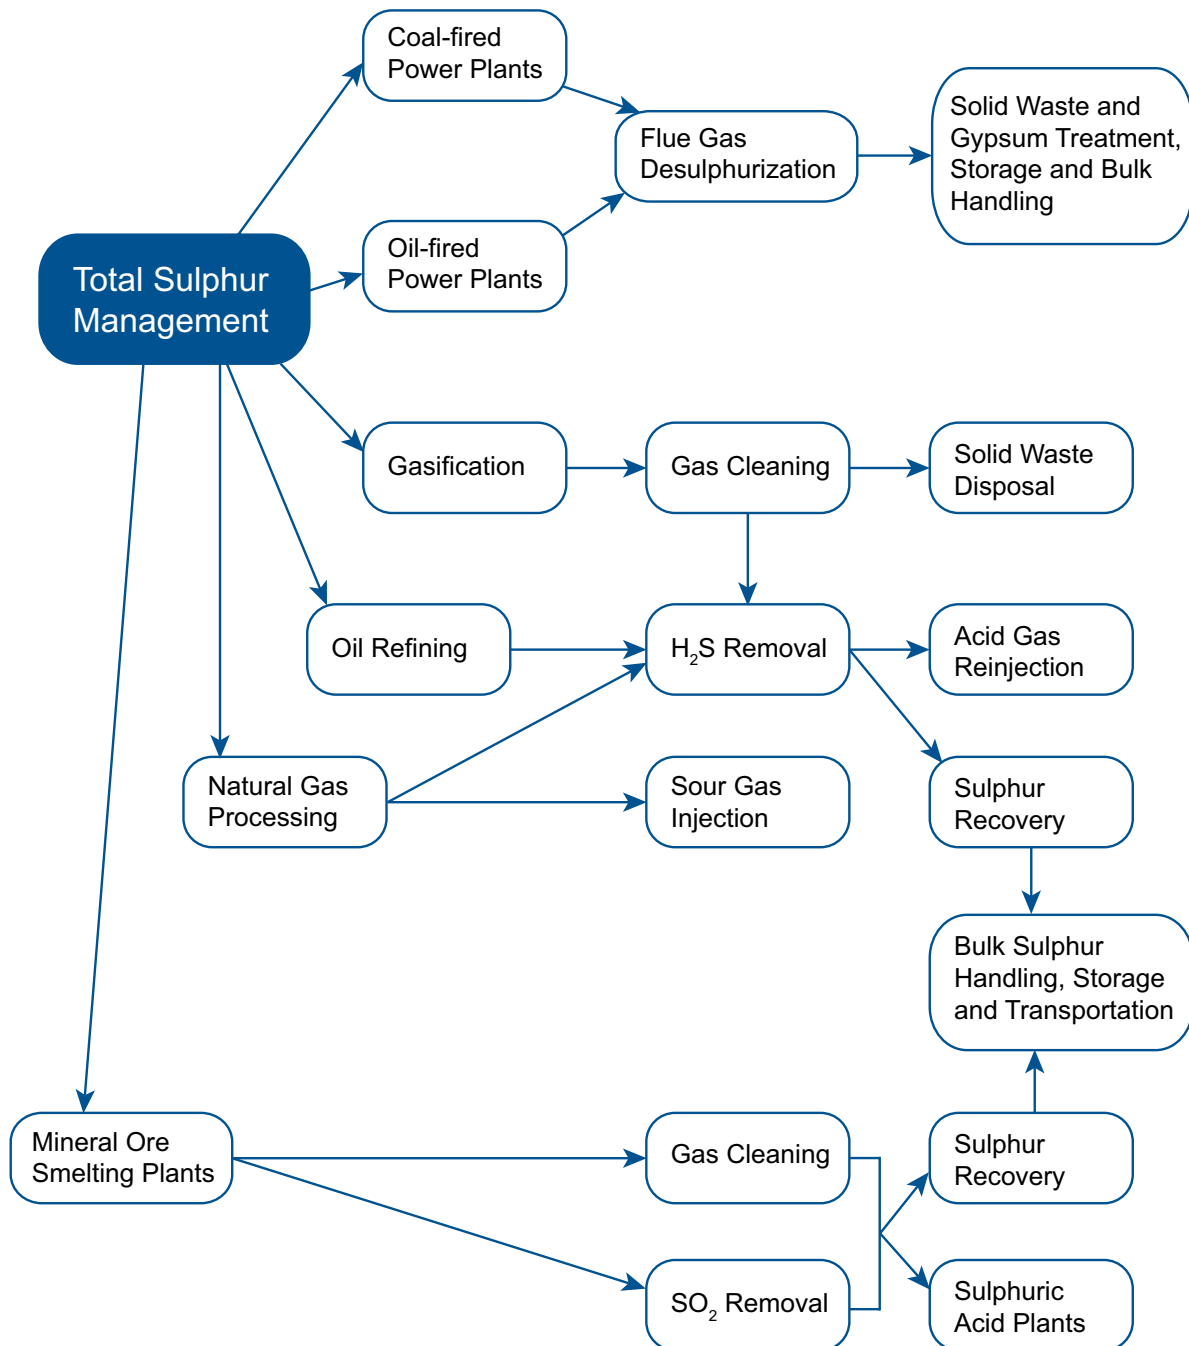 Coal-fired
Power Plants
Flue Gas
Desulphurization
Solid Waste and
Gypsum Treatment,
Storage and Bulk
Handling
Oil-fired
Power Plants
Total Sulphur
Management
Gasification
Gas Cleaning
Solid Waste
Disposal
Oil Refining
H₂S Removal
Acid Gas
Reinjection
Natural Gas
Processing
Sour Gas
Injection
Sulphur
Recovery
Bulk Sulphur
Handling, Storage
and Transportation
Mineral Ore
Smelting Plants
Gas Cleaning
Sulphur
Recovery
SO₂ Removal
Sulphuric
Acid Plants